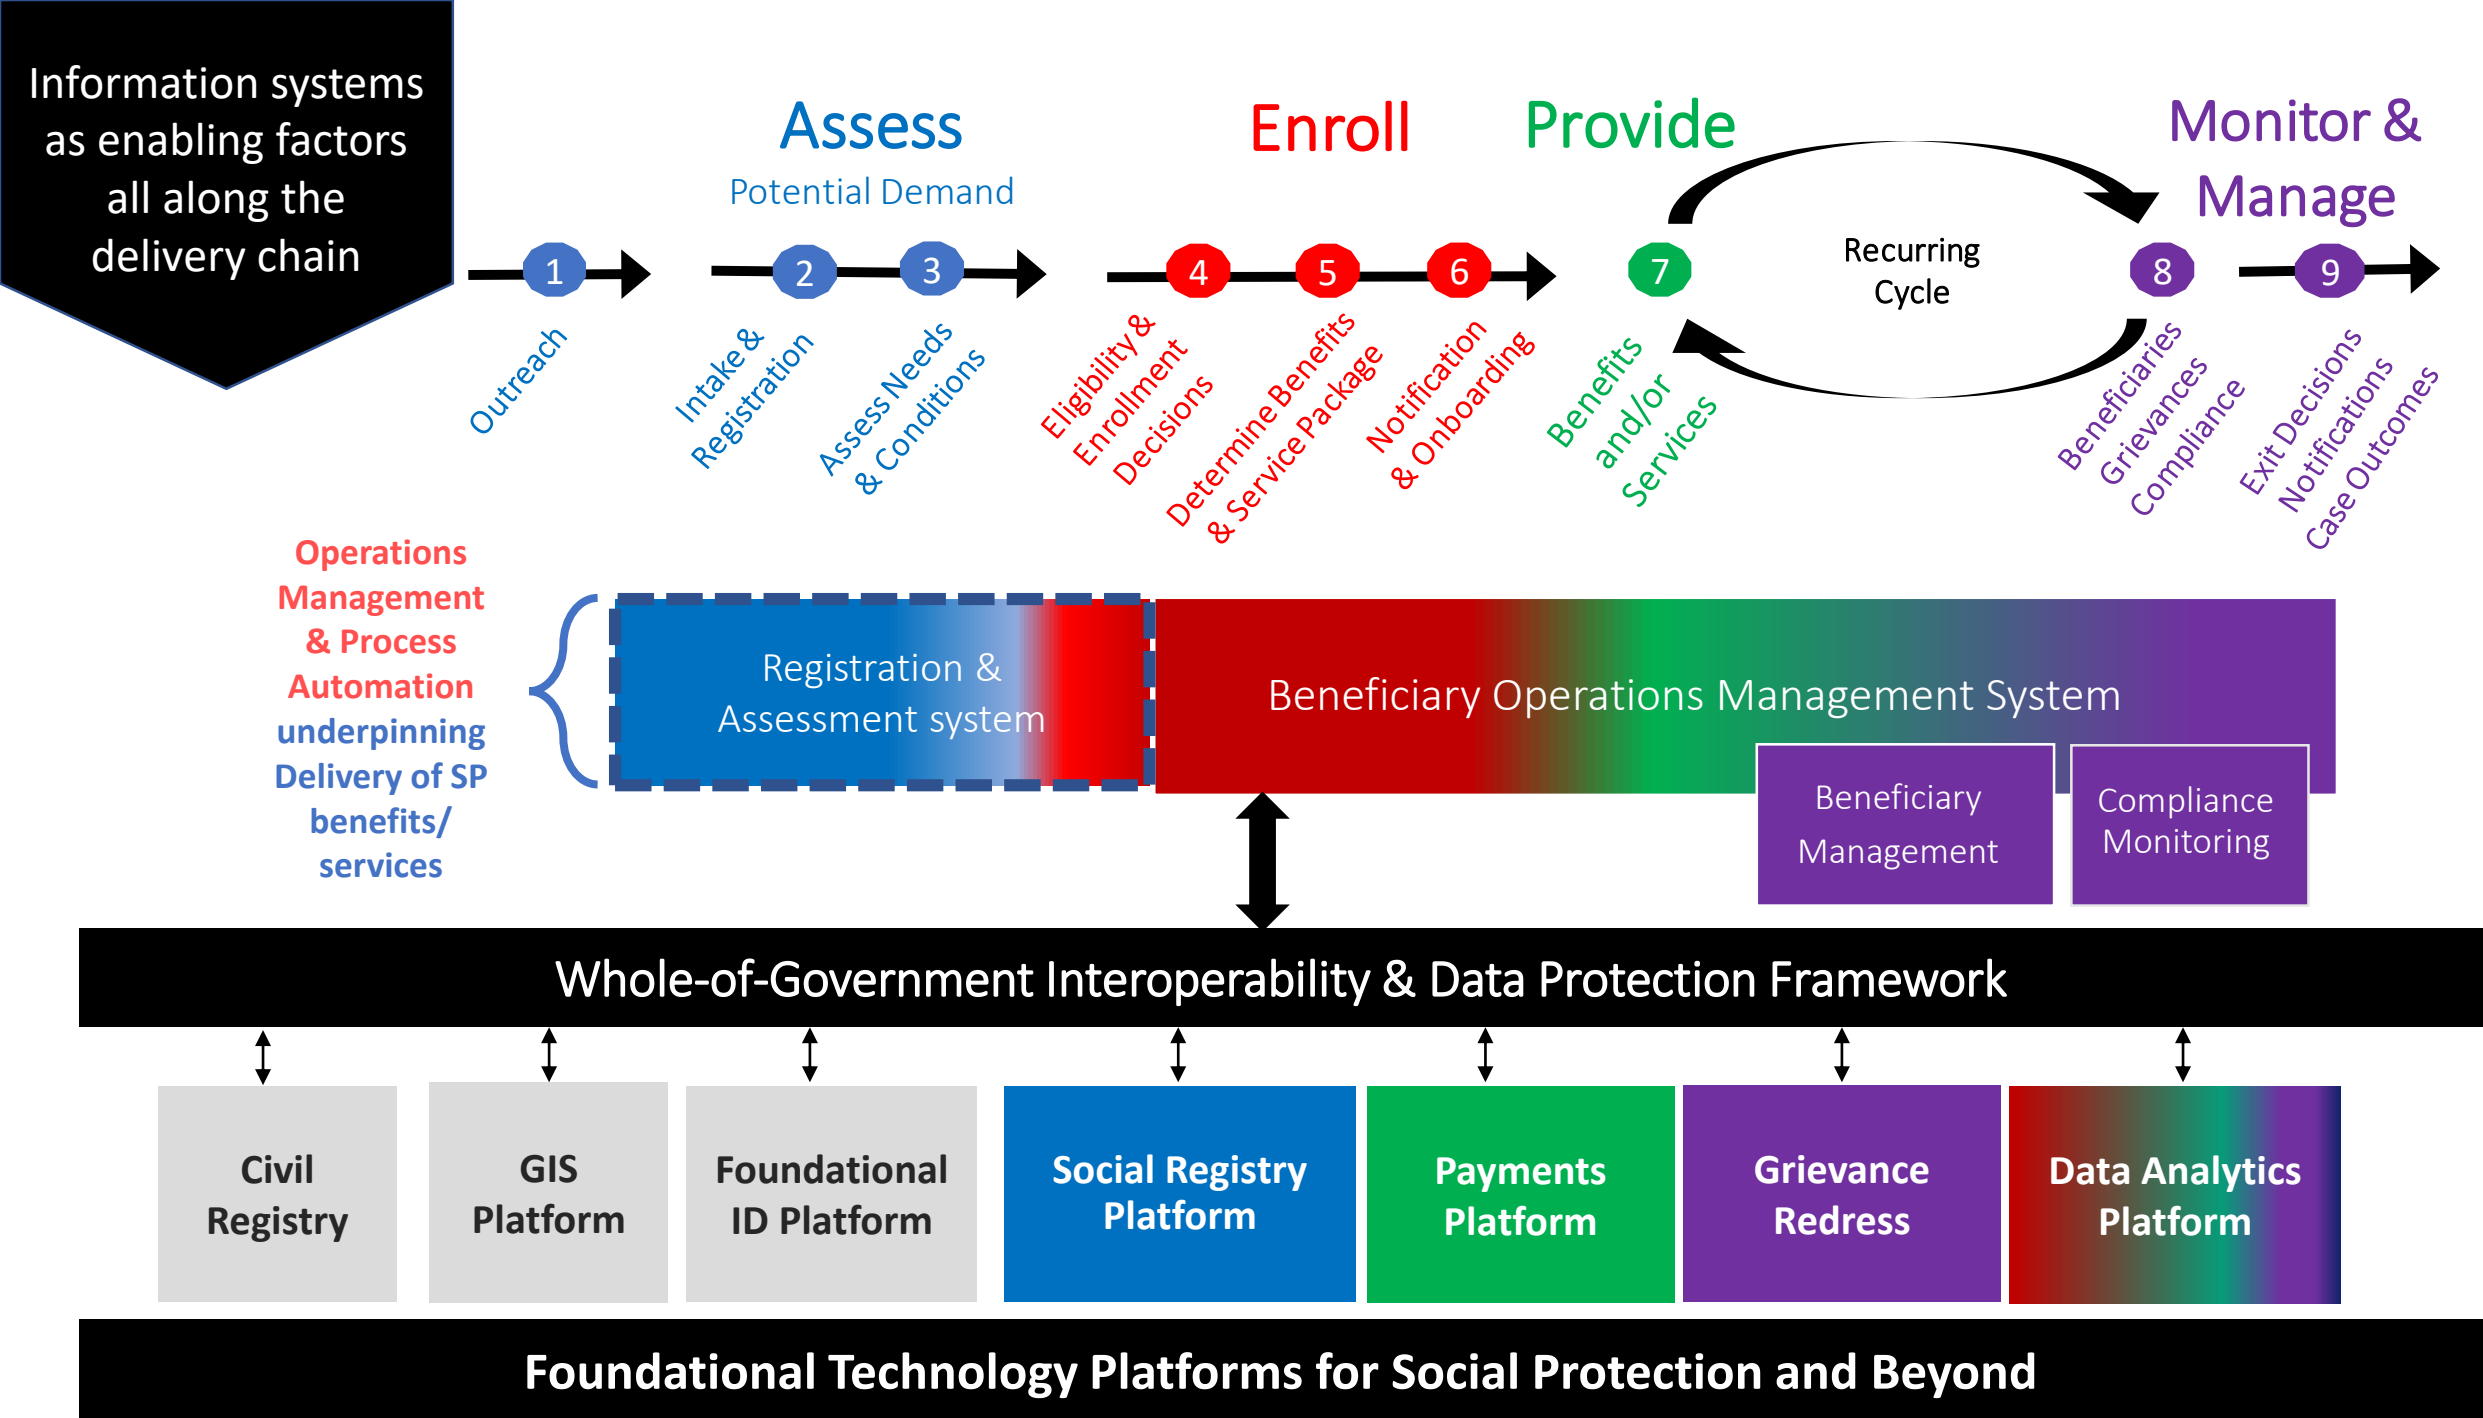 Information systems
as enabling factors
all along the
delivery chain
Assess
Potential Demand
Enroll
Provide
Monitor &
Manage
1
2
3
4
5
6
7
Recurring
Cycle
8
9
Outreach
Intake &
Registration
Assess Needs
& Conditions
Eligibility &
Enrollment
Decisions
Determine Benefits
& Service Package
Notification
& Onboarding
Benefits
and/or
Services
Beneficiaries
Grievances
Compliance
Exit Decisions
Notifications
Case Outcomes
Operations
Management
& Process
Automation
underpinning
Delivery of SP
benefits/
services
Registration &
Assessment system
Beneficiary Operations Management System
Beneficiary
Management
Compliance
Monitoring
Whole-of-Government Interoperability & Data Protection Framework
Civil
Registry
GIS
Platform
Foundational
ID Platform
Social Registry
Platform
Payments
Platform
Grievance
Redress
Data Analytics
Platform
Foundational Technology Platforms for Social Protection and Beyond